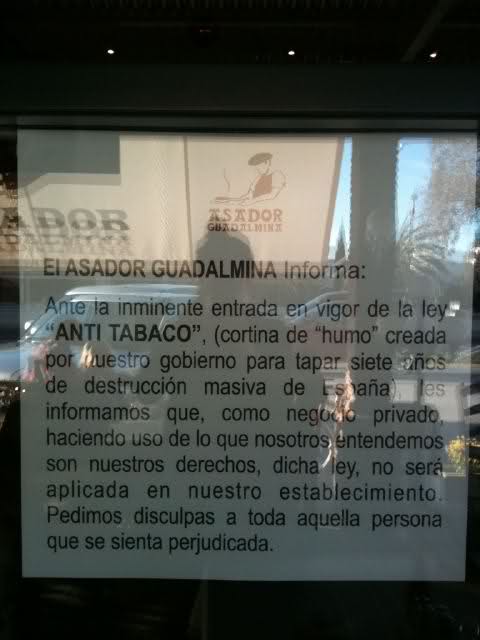 ASADOR
GUADALMINA
El ASADOR GUADALMINA Informa:
Ante la inminente entrada en vigor de la ley
“ANTI TABACO”, (cortina de “humo” creada
por nuestro gobierno para tapar siete años
de destrucción masiva de España), les
informamos que, como negocio privado,
haciendo uso de lo que nosotros entendemos
son nuestros derechos, dicha ley, no será
aplicada en nuestro establecimiento.
Pedimos disculpas a toda aquella persona
que se sienta perjudicada.